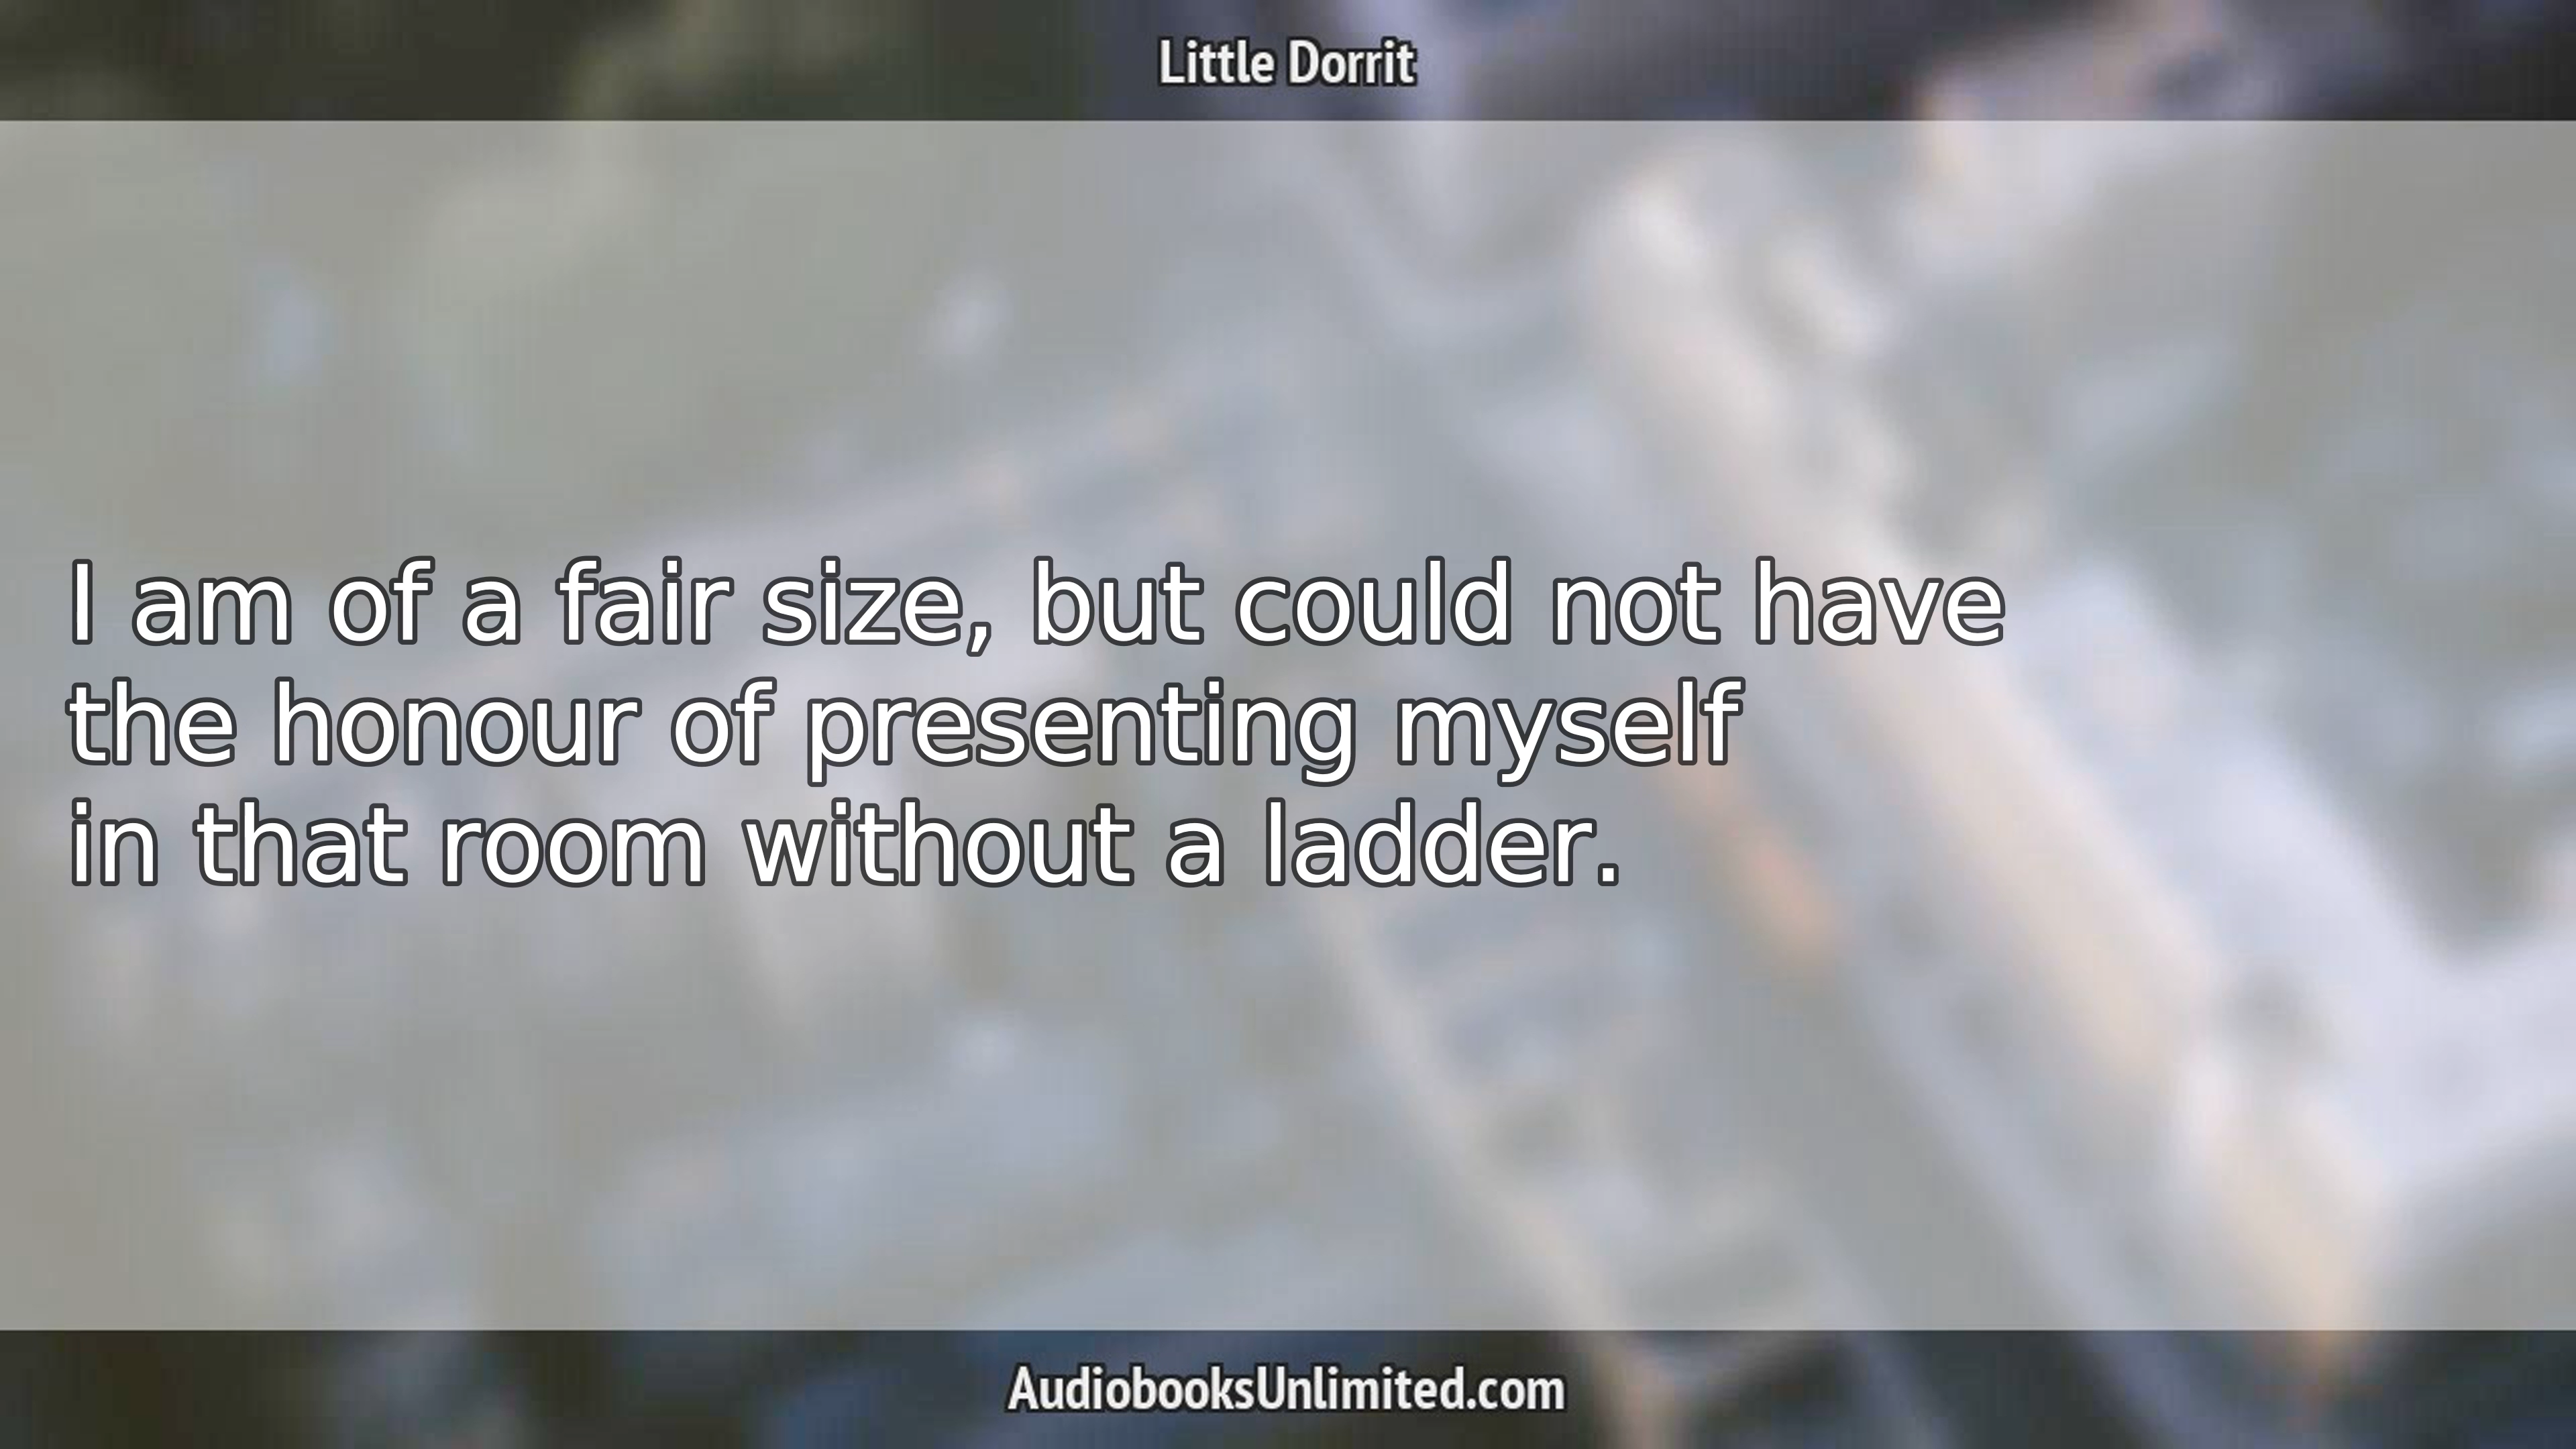 Little Dorrit
I am of a fair size, but could not have
the honour of presenting myself
in that room without a ladder.
AudiobooksUnlimited.com